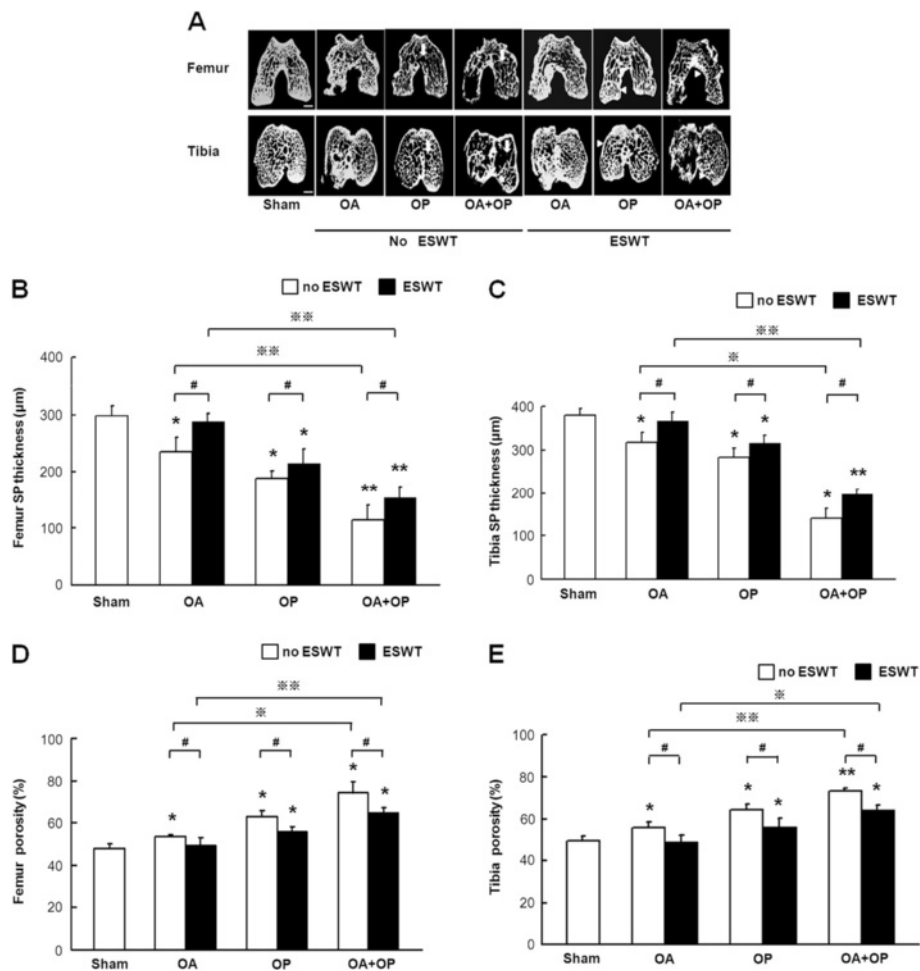 A
Femur
Tibia
Sham OA OP OA+OP OA OP OA+OP
No ESWT ESWT
B
no ESWT ESWT
※※
※※
# # #
* * * ** **
Femur SP thickness (μm)
400
300
200
100
0
Sham OA OP OA+OP
C
no ESWT ESWT
※※
※
# # #
* * * * **
Tibia SP thickness (μm)
400
300
200
100
0
Sham OA OP OA+OP
D
no ESWT ESWT
※※
※
# # #
* * * * *
Femur porosity (%)
100
80
60
40
20
0
Sham OA OP OA+OP
E
no ESWT ESWT
※
※※
# # #
* * * ** *
Tibia porosity (%)
100
80
60
40
20
0
Sham OA OP OA+OP